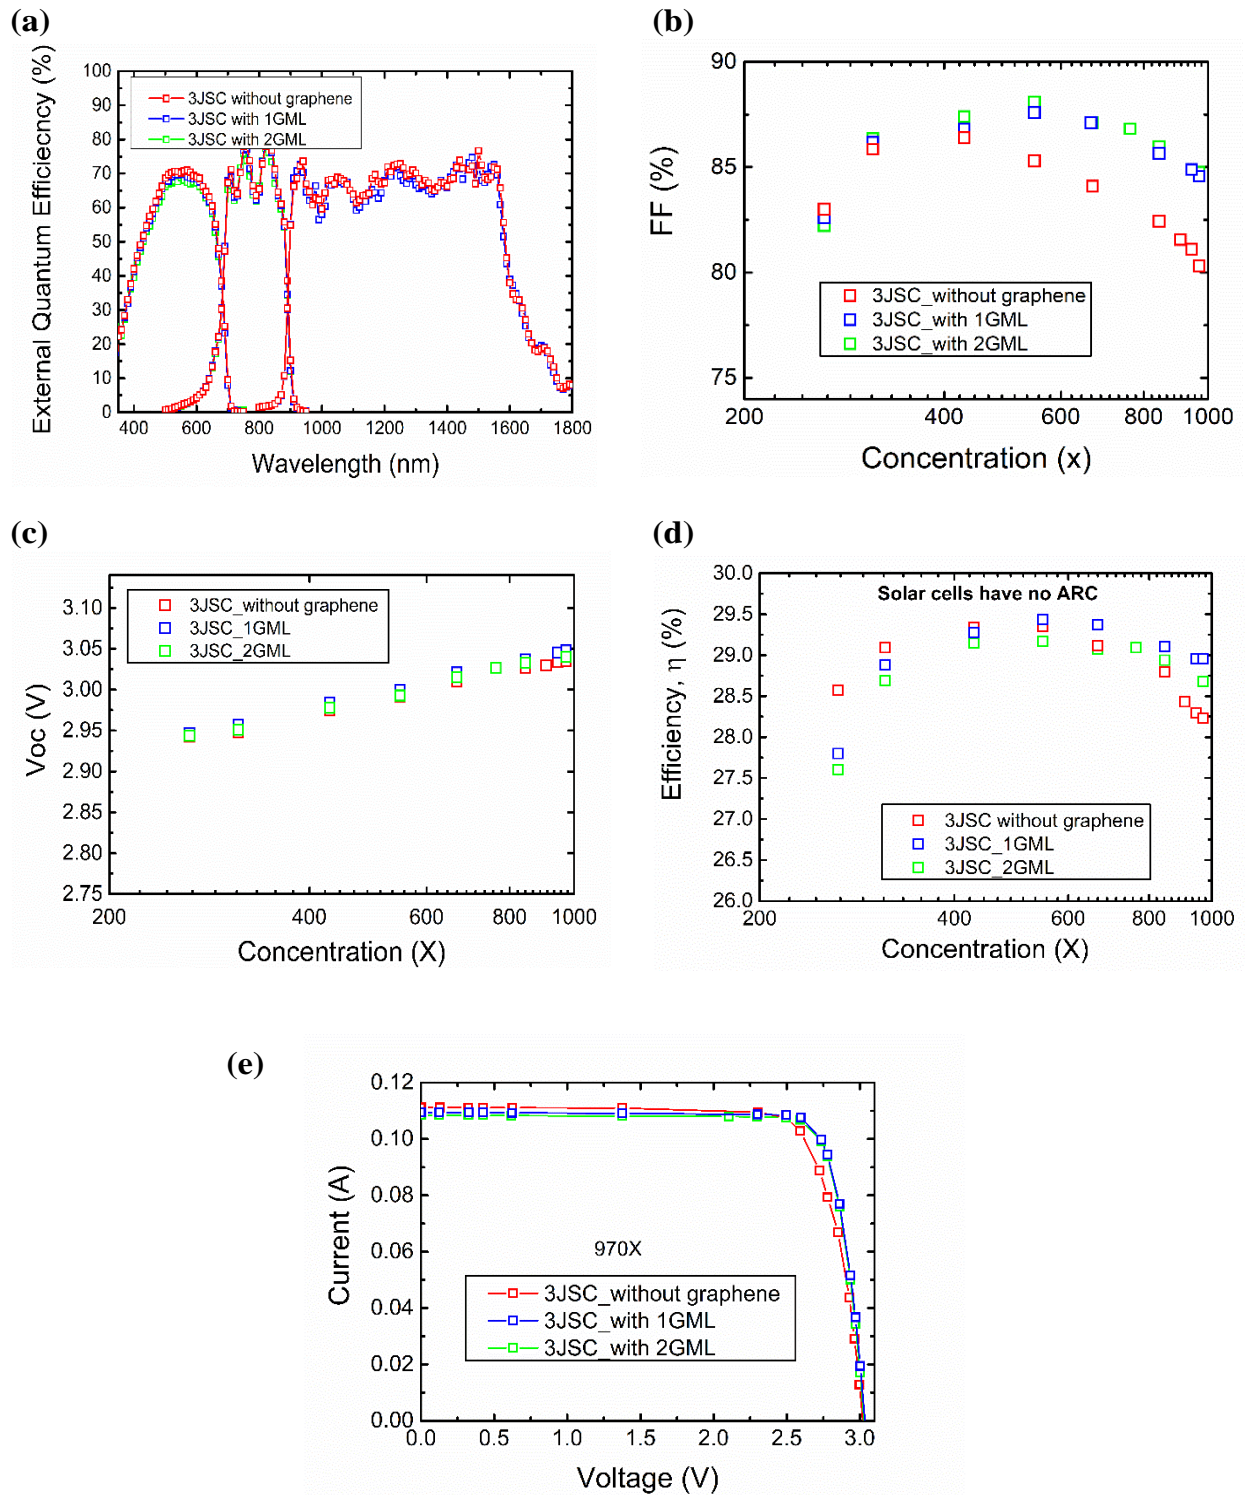 (a)
External Quantum Efficiecncy (%)
100
90
80
70
60
50
40
30
20
10
0
3JSC without graphene
3JSC with 1GML
3JSC with 2GML
400 600 800 1000 1200 1400 1600 1800
Wavelength (nm)
(b)
FF (%)
90
85
80
75
3JSC_without graphene
3JSC_with 1GML
3JSC_with 2GML
200 400 600 800 1000
Concentration (x)
(c)
Voc (V)
3.10
3.05
3.00
2.95
2.90
2.85
2.80
2.75
3JSC_without graphene
3JSC_1GML
3JSC_2GML
200 400 600 800 1000
Concentration (X)
(d)
Efficiency, η (%)
30.0
29.5
29.0
28.5
28.0
27.5
27.0
26.5
26.0
Solar cells have no ARC
3JSC without graphene
3JSC_1GML
3JSC_2GML
200 400 600 800 1000
Concentration (X)
(e)
Current (A)
0.12
0.10
0.08
0.06
0.04
0.02
0.00
970X
3JSC_without graphene
3JSC_with 1GML
3JSC_with 2GML
0.0 0.5 1.0 1.5 2.0 2.5 3.0
Voltage (V)